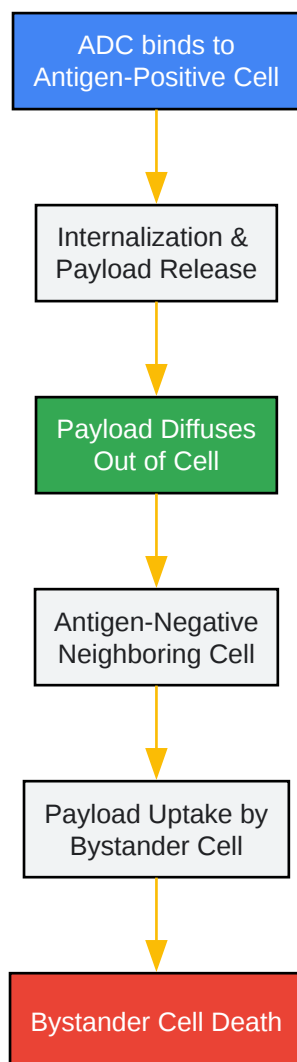 ADC binds to
Antigen-Positive Cell
Internalization &
Payload Release
Payload Diffuses
Out of Cell
Antigen-Negative
Neighboring Cell
Payload Uptake by
Bystander Cell
Bystander Cell Death